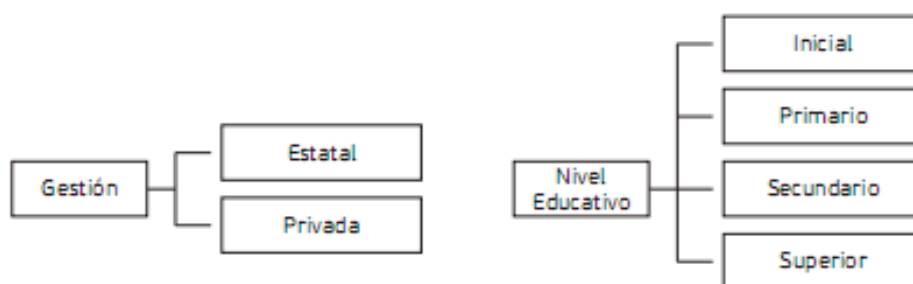 Gestión
Estatal
Privada
Nivel
Educativo
Inicial
Primario
Secundario
Superior